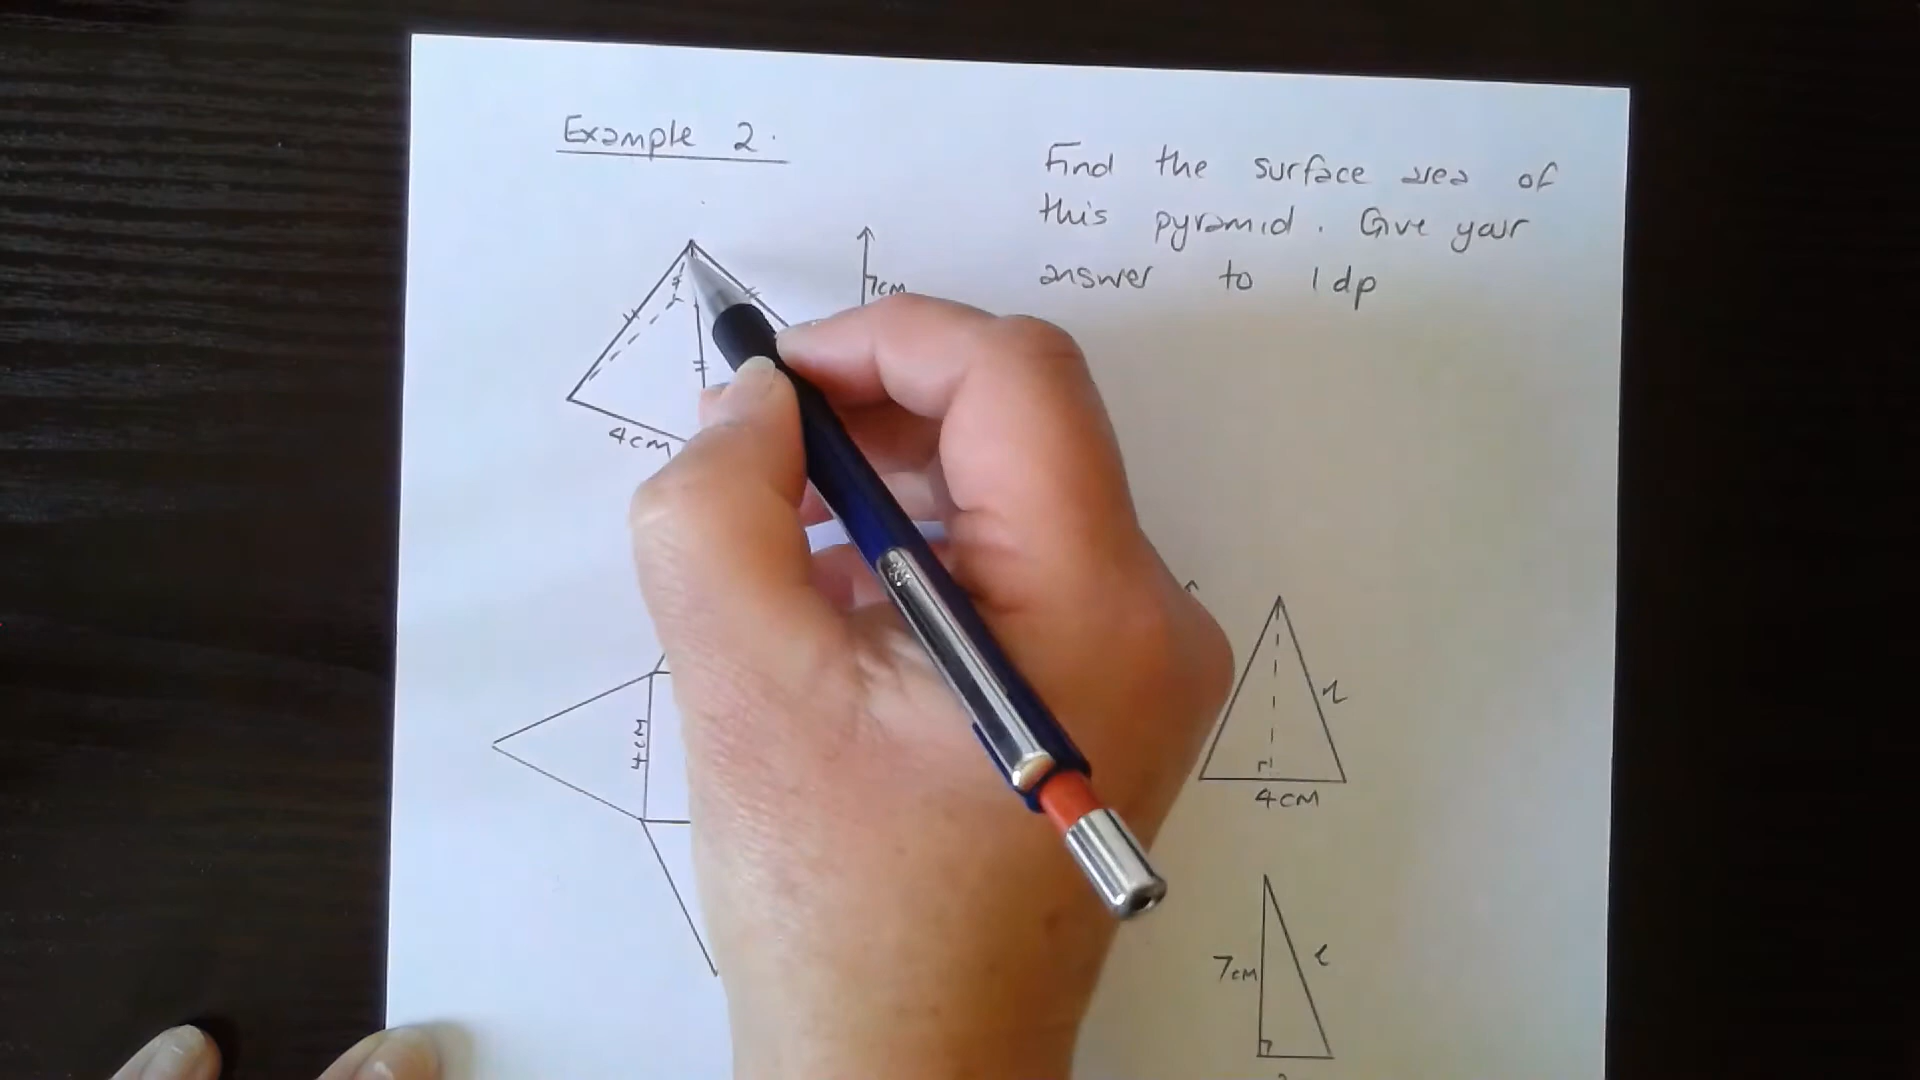 Example 2.
Find the surface area of
this pyramid. Give your
answer to 1dp
7cm
4cm
4cm
l
4cm
7cm
l